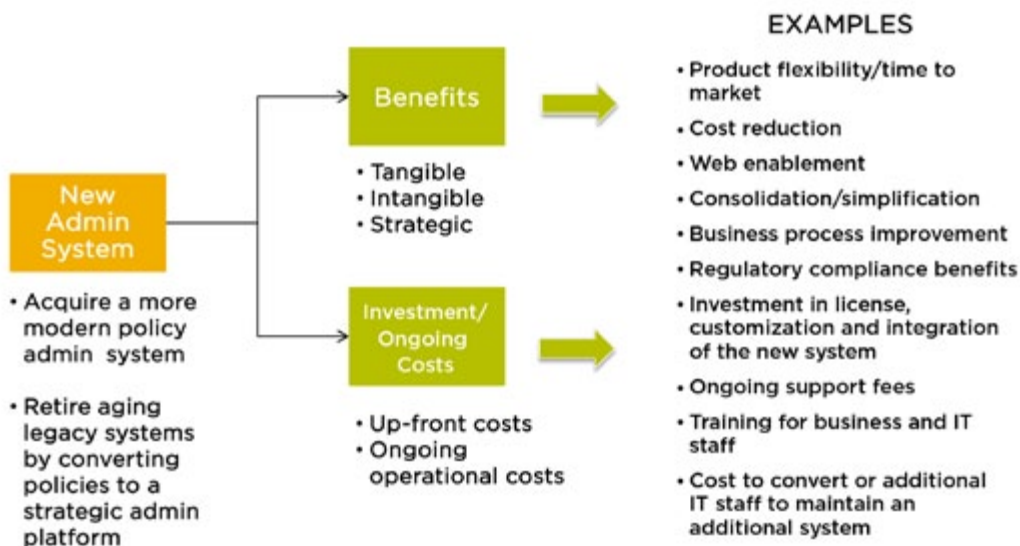 New
Admin
System
• Acquire a more
modern policy
admin system
• Retire aging
legacy systems
by converting
policies to a
strategic admin
platform
Benefits
• Tangible
• Intangible
• Strategic
Investment/
Ongoing
Costs
• Up-front costs
• Ongoing
operational costs
EXAMPLES
• Product flexibility/time to
market
• Cost reduction
• Web enablement
• Consolidation/simplification
• Business process improvement
• Regulatory compliance benefits
• Investment in license,
customization and integration
of the new system
• Ongoing support fees
• Training for business and IT
staff
• Cost to convert or additional
IT staff to maintain an
additional system